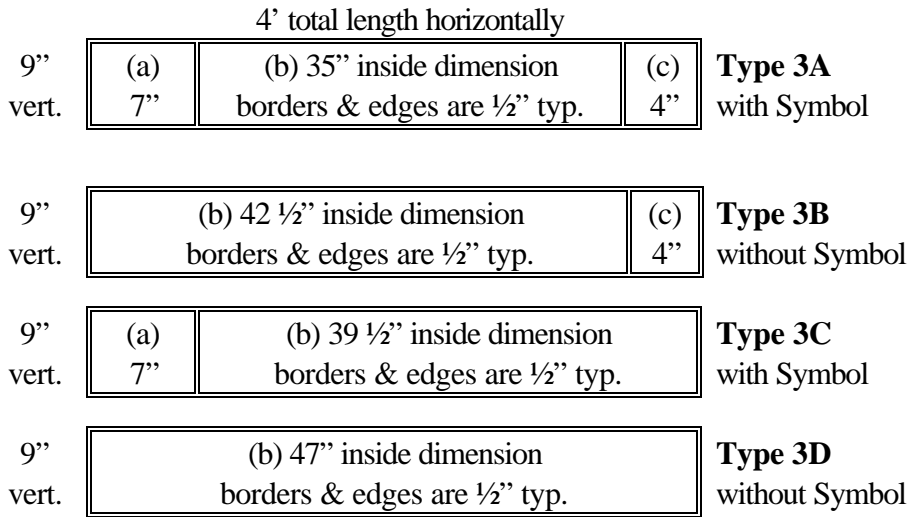 4’ total length horizontally
9” (a) (b) 35” inside dimension (c) Type 3A
vert. 7” borders & edges are ½” typ. 4” with Symbol
9” (b) 42 ½” inside dimension (c) Type 3B
vert. borders & edges are ½” typ. 4” without Symbol
9” (a) (b) 39 ½” inside dimension Type 3C
vert. 7” borders & edges are ½” typ. with Symbol
9” (b) 47” inside dimension Type 3D
vert. borders & edges are ½” typ. without Symbol